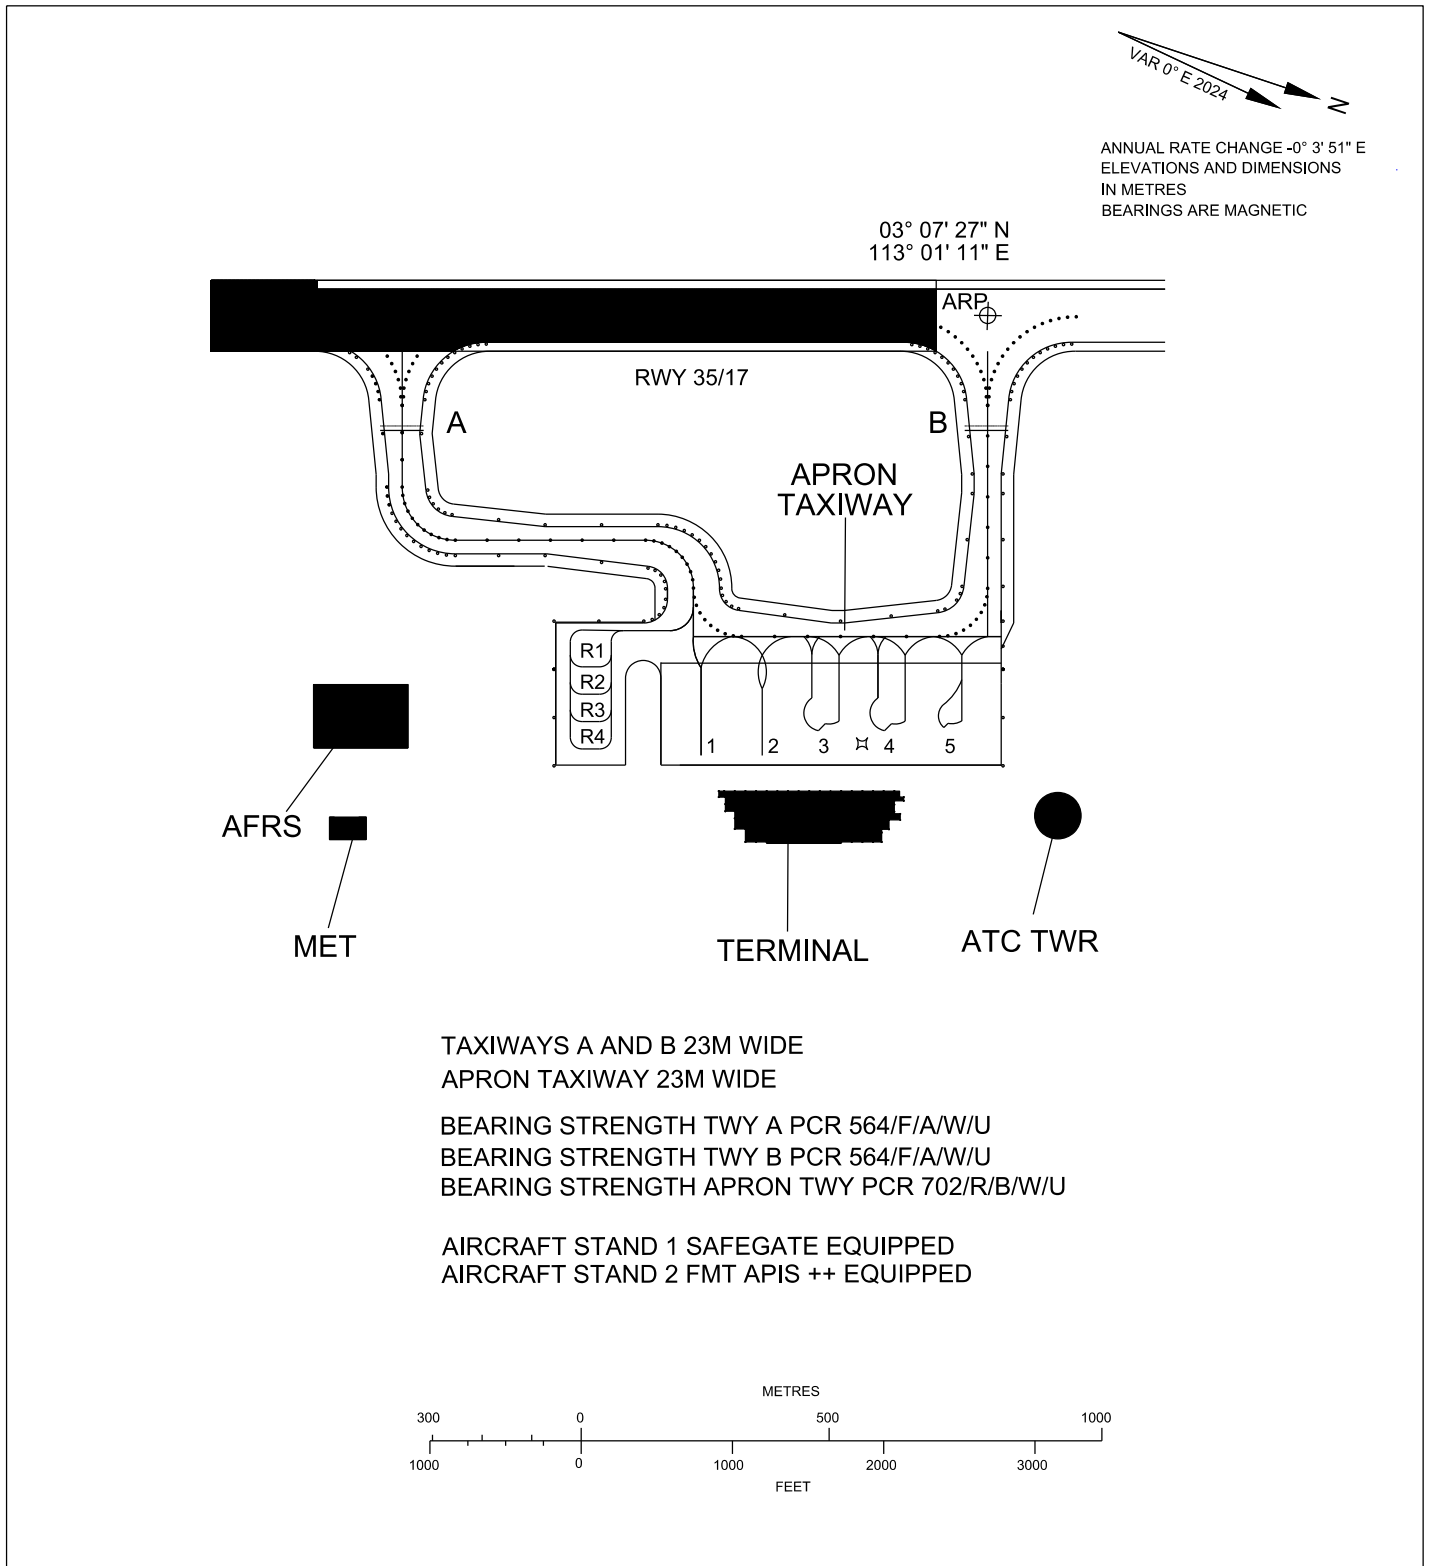 VAR 0° E 2024
N
ANNUAL RATE CHANGE -0° 3' 51" E
ELEVATIONS AND DIMENSIONS
IN METRES
BEARINGS ARE MAGNETIC
03° 07' 27" N
113° 01' 11" E
ARP
RWY 35/17
A
B
APRON
TAXIWAY
R1
R2
R3
R4
1
2
3
4
5
AFRS
MET
TERMINAL
ATC TWR
TAXIWAYS A AND B 23M WIDE
APRON TAXIWAY 23M WIDE
BEARING STRENGTH TWY A PCR 564/F/A/W/U
BEARING STRENGTH TWY B PCR 564/F/A/W/U
BEARING STRENGTH APRON TWY PCR 702/R/B/W/U
AIRCRAFT STAND 1 SAFEGATE EQUIPPED
AIRCRAFT STAND 2 FMT APIS ++ EQUIPPED
METRES
300 0 500 1000
1000 0 1000 2000 3000
FEET